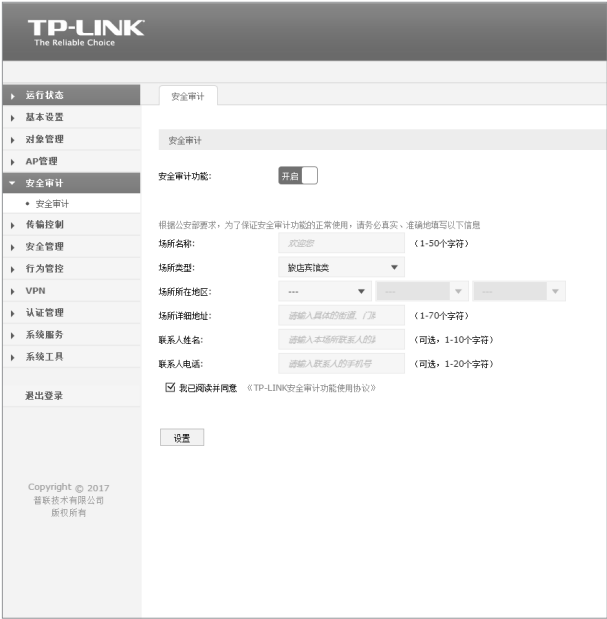 TP-LINK
The Reliable Choice
运行状态
基本设置
对象管理
AP管理
安全审计
安全审计
传输控制
安全管理
行为管控
VPN
认证管理
系统服务
系统工具
退出登录
Copyright © 2017
普联技术有限公司
版权所有
安全审计
安全审计
安全审计功能: 开启
根据公安部要求，为了保证安全审计功能的正常使用，请务必真实、准确地填写以下信息
场所名称: 欢迎您 （1-50个字符）
场所类型: 旅店宾馆类
场所所在地区: --- --- ---
场所详细地址: 请输入具体的街道、门牌 （1-70个字符）
联系人姓名: 请输入本场所联系人的 （可选，1-10个字符）
联系人电话: 请输入联系人的手机号 （可选，1-20个字符）
我已阅读并同意 《TP-LINK安全审计功能使用协议》
设置